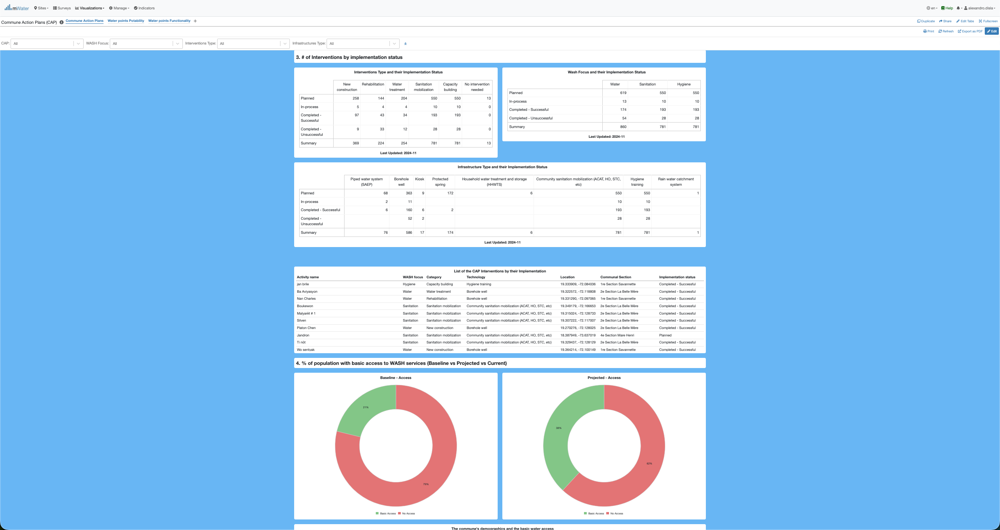 mWater Sites Surveys Visualizations Manage Indicators en Help alexandro.disla
Commune Action Plans (CAP) Commune Action Plans Water points Potability Water points Functionality + Duplicate Share Edit Tabs Fullscreen
Print Refresh Export as PDF Edit
CAP: All WASH Focus: All Interventions Type: All Infrastructures Type: All
3. # of Interventions by implementation status
Interventions Type and their Implementation Status
New construction Rehabilitation Water treatment Sanitation mobilization Capacity building No intervention needed
Planned 258 144 204 550 550 13
In-process 5 4 4 10 10 0
Completed - Successful 97 43 34 193 193 0
Completed - Unsuccessful 9 33 12 28 28 0
Summary 369 224 254 781 781 13
Last Updated: 2024-11
Wash Focus and their Implementation Status
Water Sanitation Hygiene
Planned 619 550 550
In-process 13 10 10
Completed - Successful 174 193 193
Completed - Unsuccessful 54 28 28
Summary 860 781 781
Last Updated: 2024-11
Infrastructure Type and their Implementation Status
Piped water system (SAEP) Borehole well Kiosk Protected spring Household water treatment and storage (HHWTS) Community sanitation mobilization (ACAT, HO, STC, etc) Hygiene training Rain water catchment system
Planned 68 363 9 172 6 550 550 1
In-process 2 11 10 10
Completed - Successful 6 160 6 2 193 193
Completed - Unsuccessful 52 2 28 28
Summary 76 586 17 174 6 781 781 1
Last Updated: 2024-11
List of the CAP Interventions by their Implementation
Activity name WASH focus Category Technology Location Communal Section Implementation status
jan brile Hygiene Capacity building Hygiene training 19.333909, -72.084036 1re Section Savannette Completed - Successful
Ba Aviyasyon Water Water treatment Borehole well 19.322572, -72.118808 2e Section La Belle Mère Completed - Successful
Nan Charles Water Rehabilitation Borehole well 19.331290, -72.097065 1re Section Savannette Completed - Successful
Boukewon Sanitation Sanitation mobilization Community sanitation mobilization (ACAT, HO, STC, etc) 19.349179, -72.166653 2e Section La Belle Mère Completed - Successful
Malyarèt # 1 Sanitation Sanitation mobilization Community sanitation mobilization (ACAT, HO, STC, etc) 19.315024, -72.128733 2e Section La Belle Mère Completed - Successful
Silven Sanitation Sanitation mobilization Community sanitation mobilization (ACAT, HO, STC, etc) 19.307222, -72.117007 2e Section La Belle Mère Completed - Successful
Platon Chen Water New construction Borehole well 19.270276, -72.128025 2e Section La Belle Mère Completed - Successful
Jandron Sanitation Sanitation mobilization Community sanitation mobilization (ACAT, HO, STC, etc) 18.387949, -73.637019 4e Section Mare Henri Planned
Ti nòt Sanitation Sanitation mobilization Community sanitation mobilization (ACAT, HO, STC, etc) 19.329437, -72.128129 2e Section La Belle Mère Completed - Successful
Wo sentyak Water New construction Borehole well 19.364214, -72.100149 1re Section Savannette Completed - Successful
4. % of population with basic access to WASH services (Baseline vs Projected vs Current)
Baseline - Access
21%
79%
Basic Access No Access
Projected - Access
38%
62%
Basic Access No Access
The commune's demographics and the basic water access